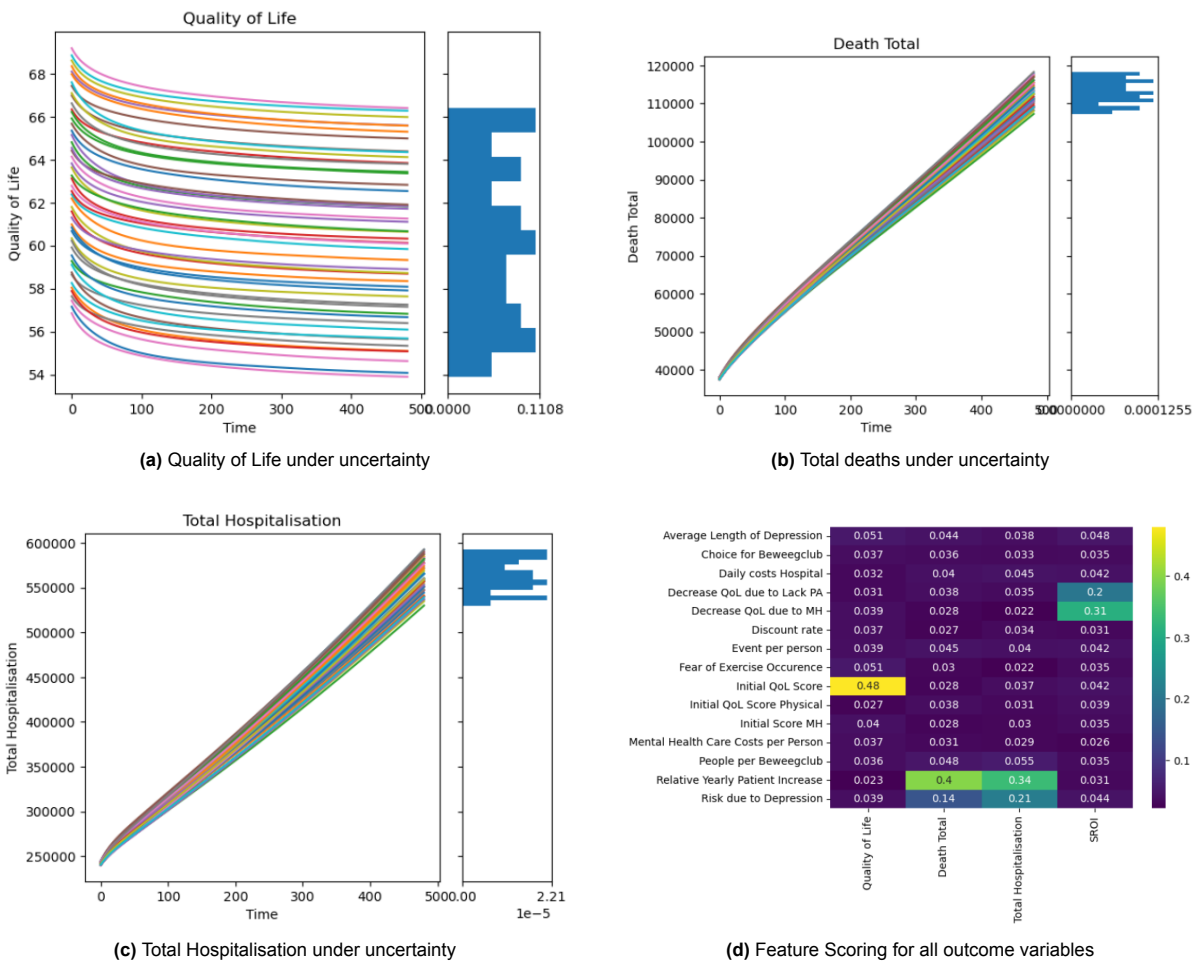 Quality of Life
Quality of Life
68
66
64
62
60
58
56
54
0
100
200
300
400
500
0.0000
0.1108
Time
(a) Quality of Life under uncertainty
Death Total
Death Total
120000
110000
100000
90000
80000
70000
60000
50000
40000
0
100
200
300
400
500
0.0000000
0.0001255
Time
(b) Total deaths under uncertainty
Total Hospitalisation
Total Hospitalisation
600000
550000
500000
450000
400000
350000
300000
250000
0
100
200
300
400
500
0.00
2.21
1e−5
Time
(c) Total Hospitalisation under uncertainty
Average Length of Depression 0.051 0.044 0.038 0.048
Choice for Beweegclub 0.037 0.036 0.033 0.035
Daily costs Hospital 0.032 0.04 0.045 0.042
Decrease QoL due to Lack PA 0.031 0.038 0.035 0.2
Decrease QoL due to MH 0.039 0.028 0.022 0.31
Discount rate 0.037 0.027 0.034 0.031
Event per person 0.039 0.045 0.04 0.042
Fear of Exercise Occurence 0.051 0.03 0.022 0.035
Initial QoL Score 0.48 0.028 0.037 0.042
Initial QoL Score Physical 0.027 0.038 0.031 0.039
Initial Score MH 0.04 0.028 0.03 0.035
Mental Health Care Costs per Person 0.037 0.031 0.029 0.026
People per Beweegclub 0.036 0.048 0.055 0.035
Relative Yearly Patient Increase 0.023 0.4 0.34 0.031
Risk due to Depression 0.039 0.14 0.21 0.044
Quality of Life
Death Total
Total Hospitalisation
SROI
0.4
0.3
0.2
0.1
(d) Feature Scoring for all outcome variables